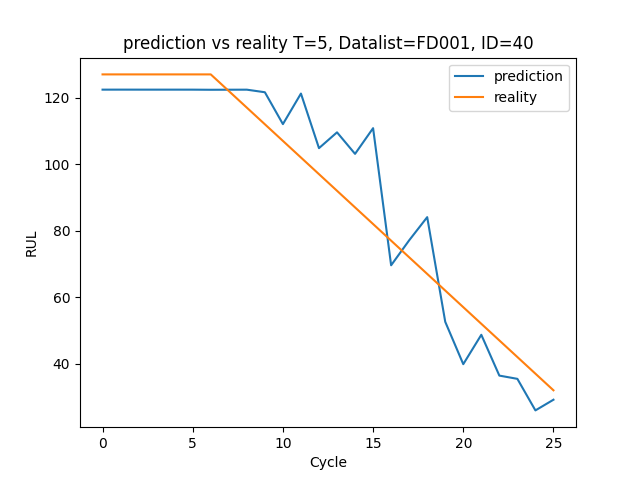 prediction vs reality T=5, Datalist=FD001, ID=40
prediction
reality
120
100
80
60
40
RUL
0 5 10 15 20 25
Cycle